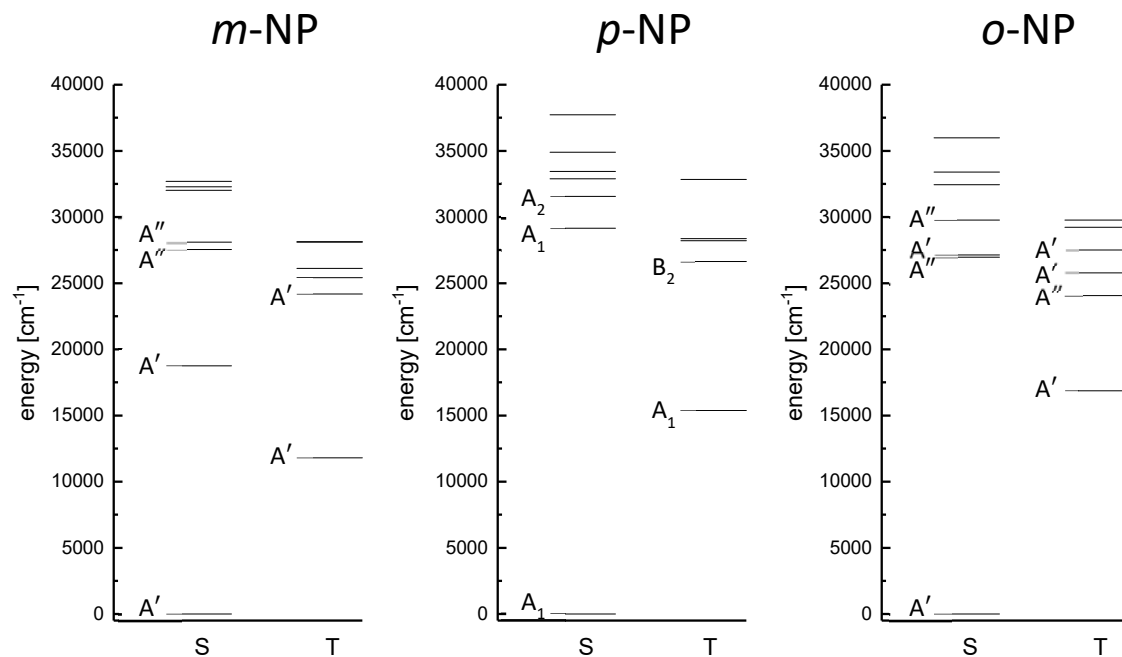 m-NP
energy [cm⁻¹]
40000
35000
30000
25000
20000
15000
10000
5000
0
A″
A″
A′
A′
A′
A′
S T
p-NP
energy [cm⁻¹]
40000
35000
30000
25000
20000
15000
10000
5000
0
A₂
A₁
A₁
B₂
A₁
S T
o-NP
energy [cm⁻¹]
40000
35000
30000
25000
20000
15000
10000
5000
0
A″
A′
A″
A′
A′
A′
A″
A′
S T